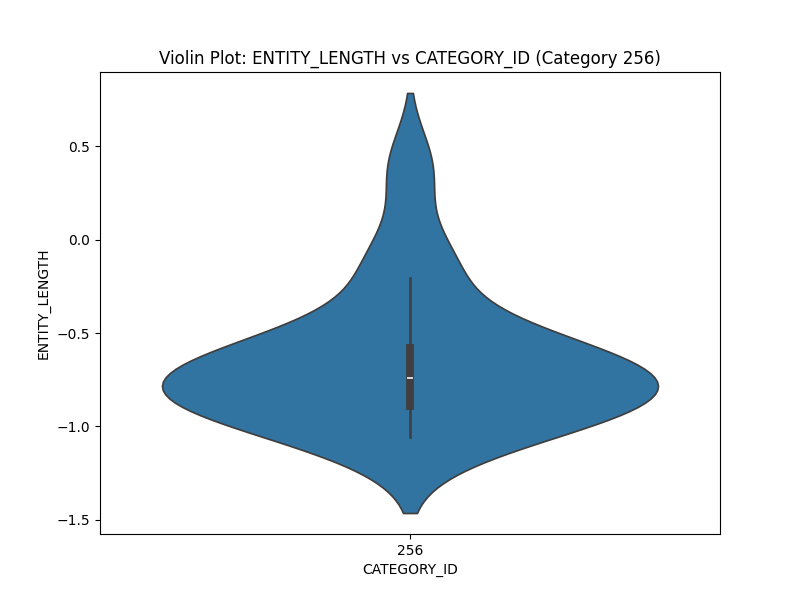 Violin Plot: ENTITY_LENGTH vs CATEGORY_ID (Category 256)
0.5
0.0
−0.5
−1.0
−1.5
ENTITY_LENGTH
256
CATEGORY_ID